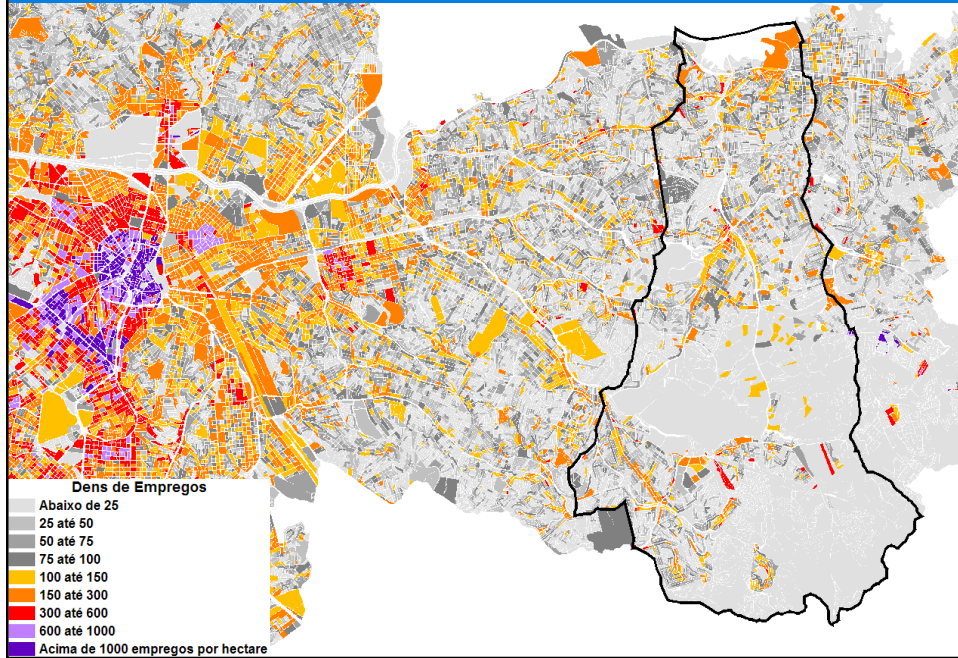 Dens de Empregos
Abaixo de 25
25 até 50
50 até 75
75 até 100
100 até 150
150 até 300
300 até 600
600 até 1000
Acima de 1000 empregos por hectare